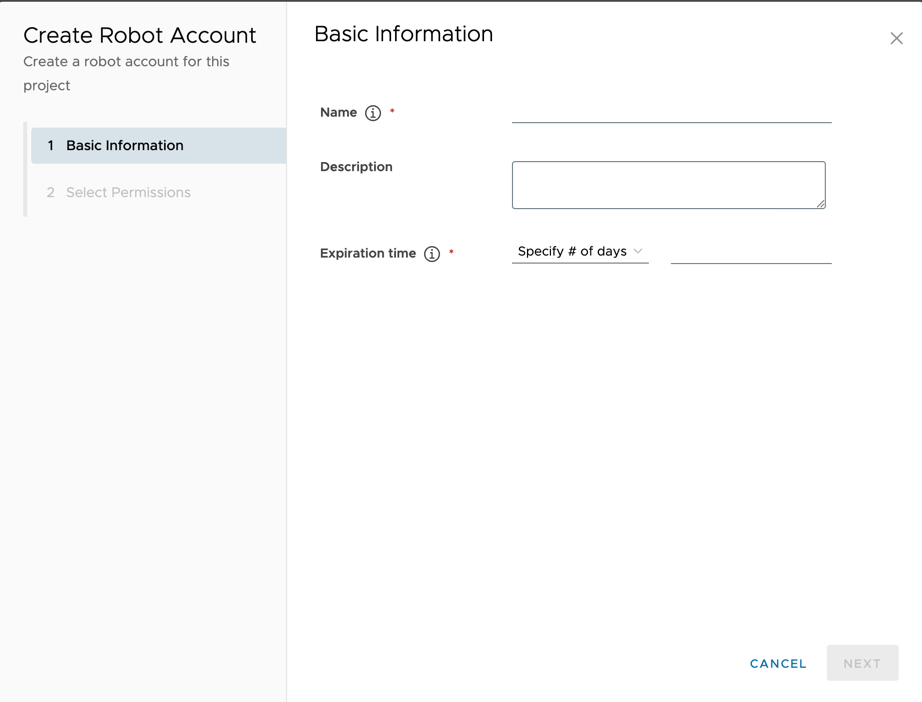 Create Robot Account
Create a robot account for this
project
1 Basic Information
2 Select Permissions
Basic Information
Name *
Description
Expiration time *
Specify # of days
CANCEL
NEXT